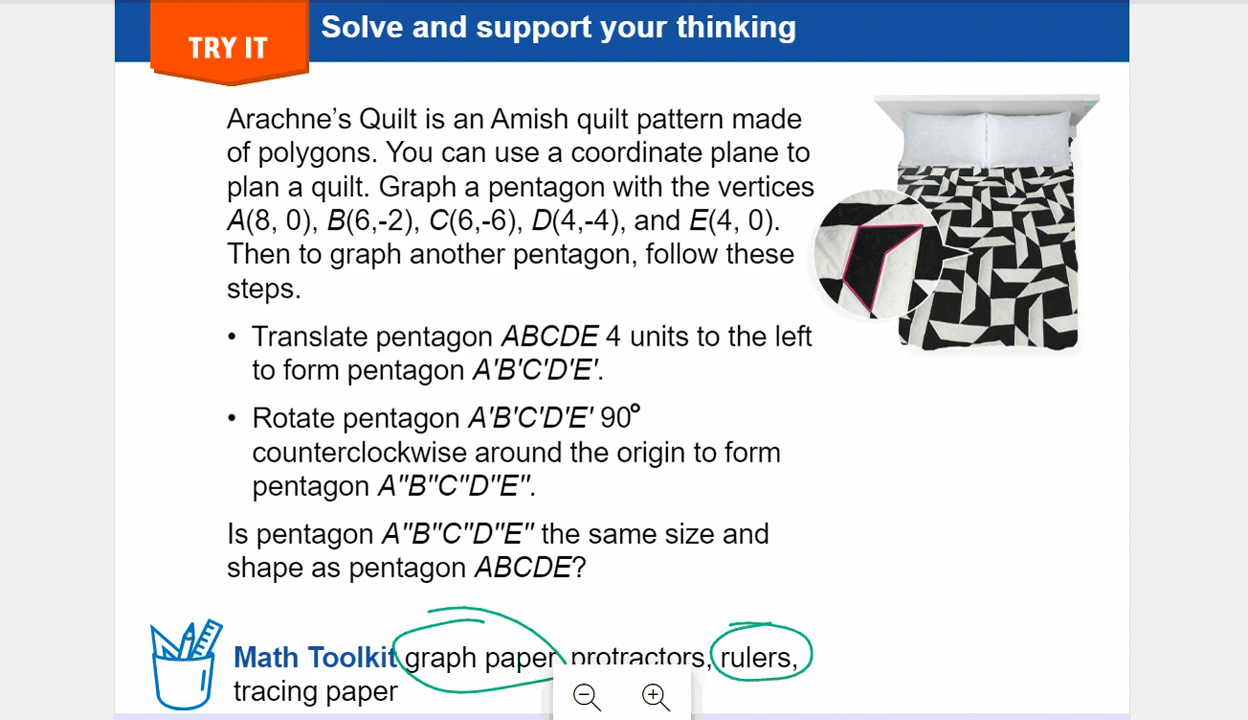 TRY IT
Solve and support your thinking
Arachne’s Quilt is an Amish quilt pattern made
of polygons. You can use a coordinate plane to
plan a quilt. Graph a pentagon with the vertices
A(8, 0), B(6,-2), C(6,-6), D(4,-4), and E(4, 0).
Then to graph another pentagon, follow these
steps.
• Translate pentagon ABCDE 4 units to the left
to form pentagon A'B'C'D'E'.
• Rotate pentagon A'B'C'D'E' 90°
counterclockwise around the origin to form
pentagon A"B"C"D"E".
Is pentagon A"B"C"D"E" the same size and
shape as pentagon ABCDE?
Math Toolkit graph paper, protractors, rulers,
tracing paper